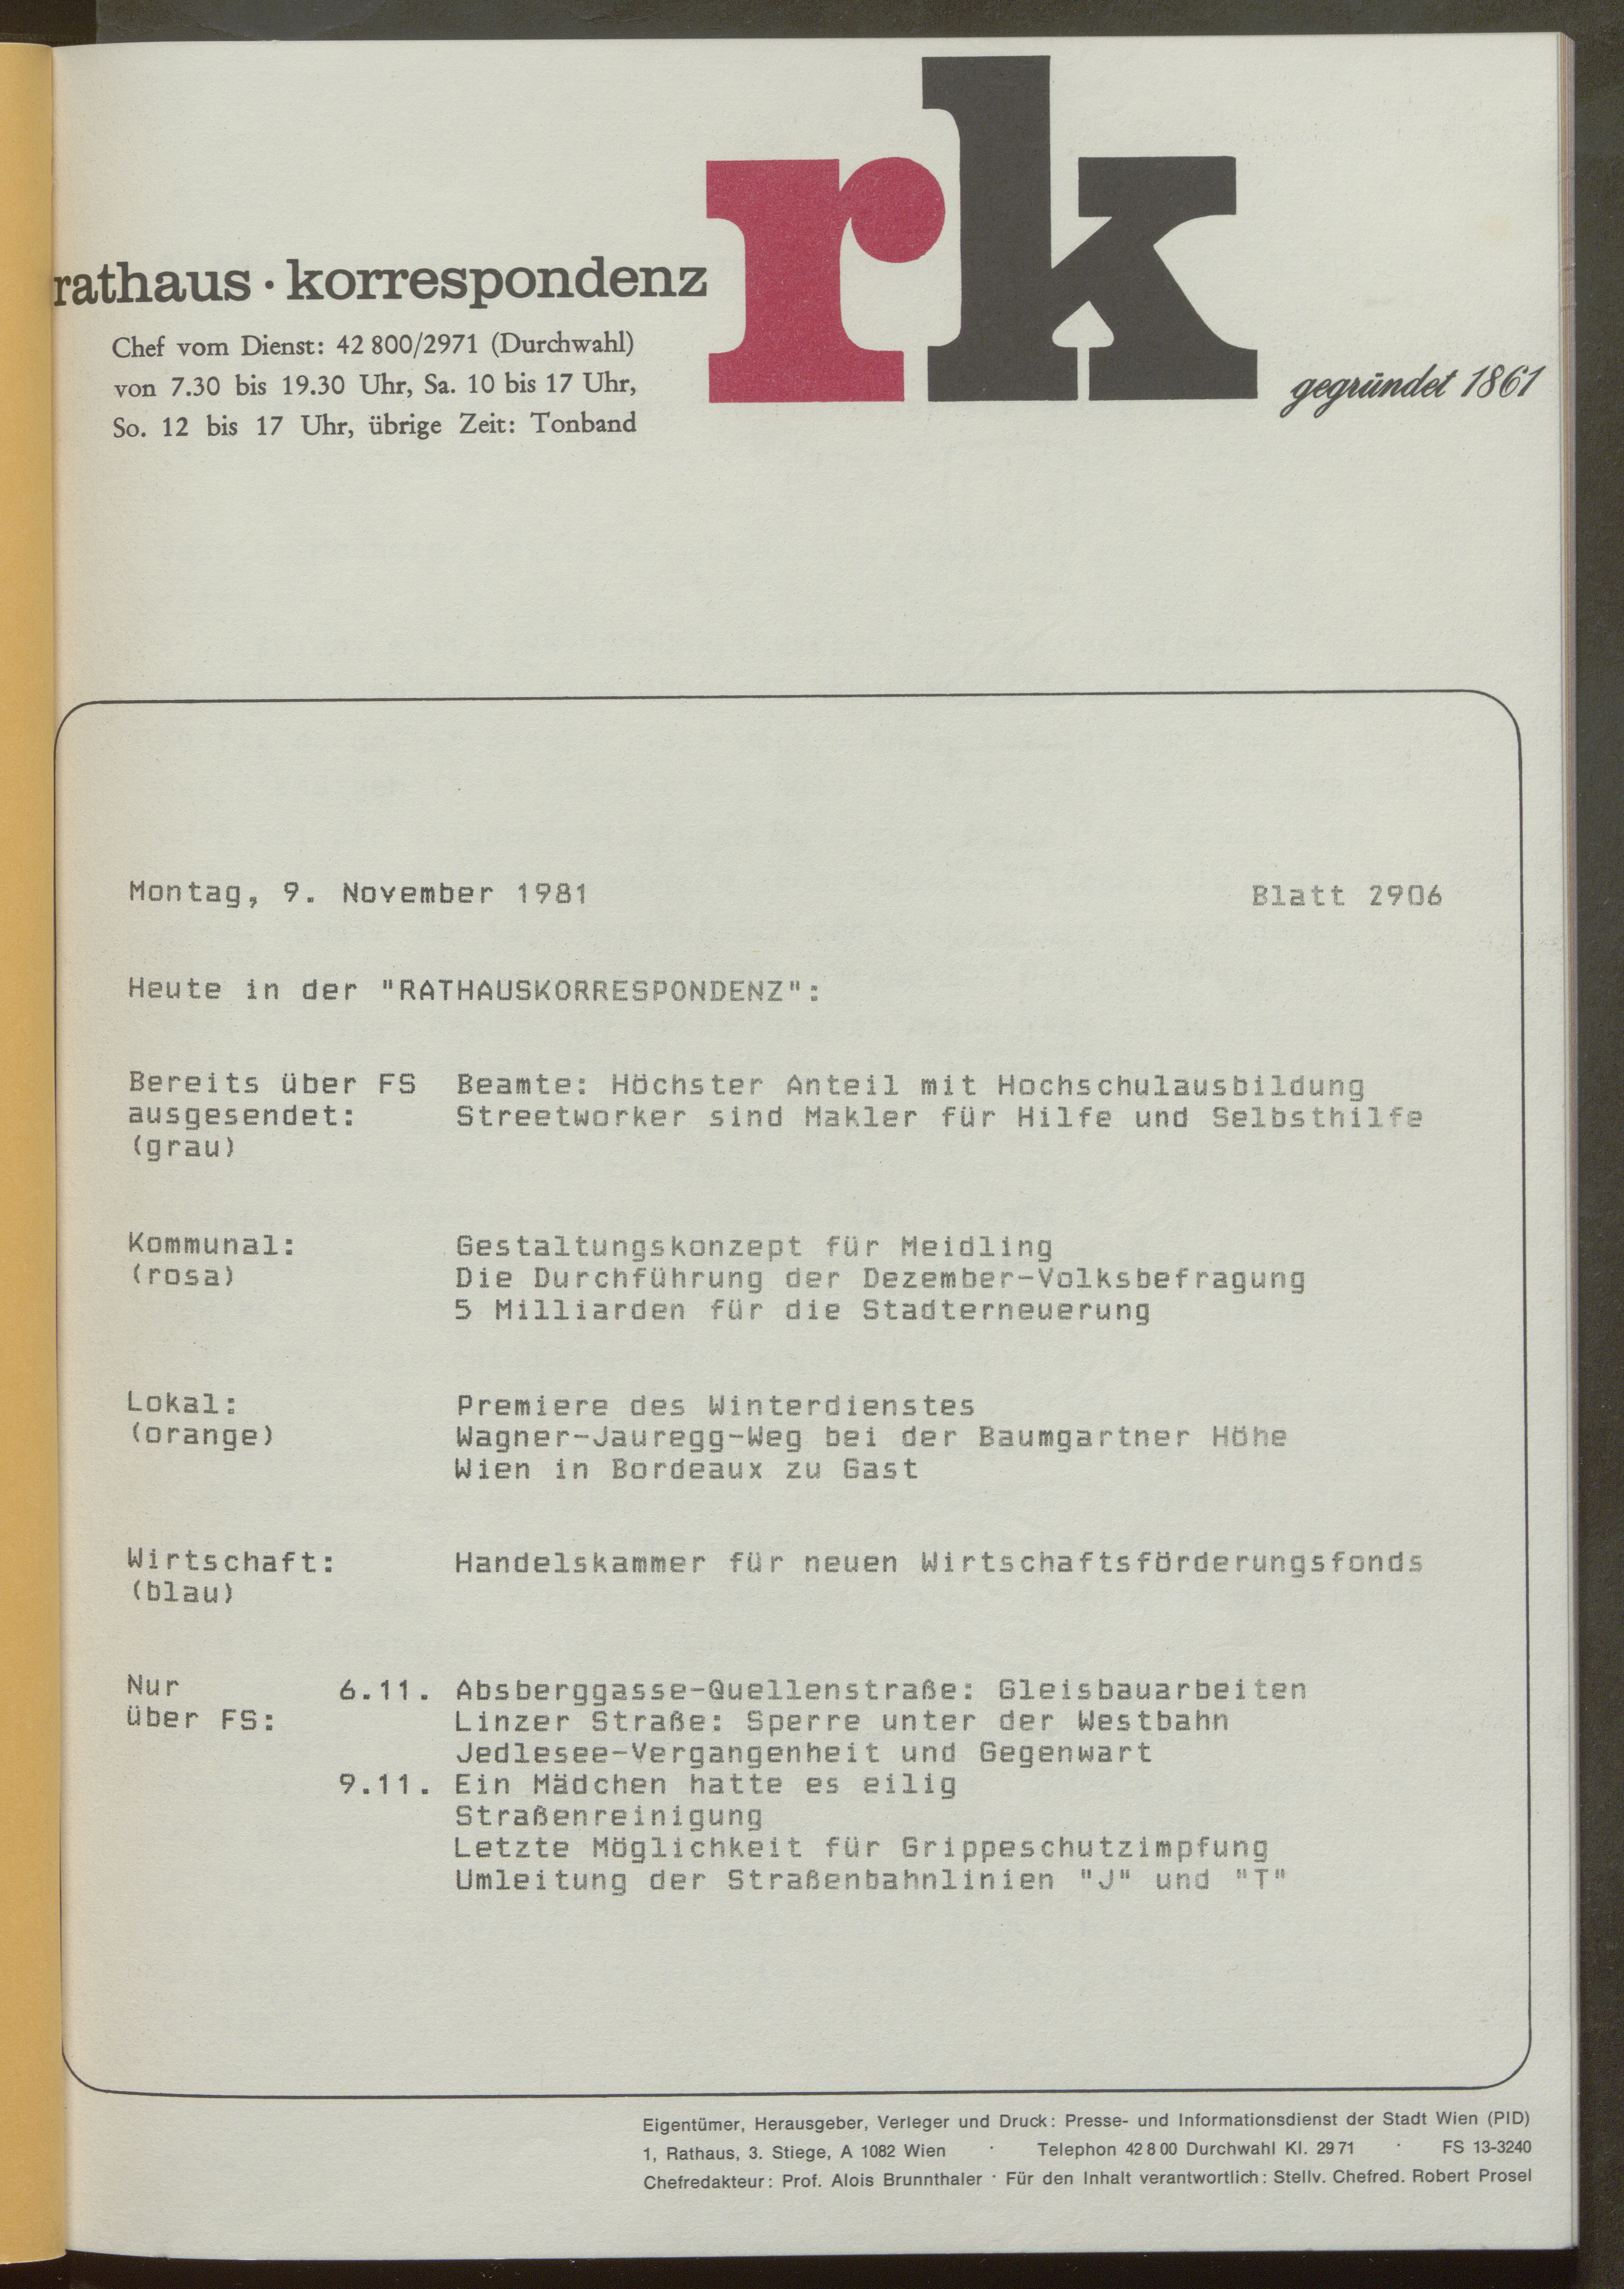 rk
rathaus · korrespondenz
Chef vom Dienst: 42 800/2971 (Durchwahl)
von 7.30 bis 19.30 Uhr, Sa. 10 bis 17 Uhr,
So. 12 bis 17 Uhr, übrige Zeit: Tonband
gegründet 1861
Montag, 9. November 1981 Blatt 2906
Heute in der "RATHAUSKORRESPONDENZ":
Bereits über FS Beamte: Höchster Anteil mit Hochschulausbildung
ausgesendet: Streetworker sind Makler für Hilfe und Selbsthilfe
(grau)
Kommunal: Gestaltungskonzept für Meidling
(rosa) Die Durchführung der Dezember-Volksbefragung
5 Milliarden für die Stadterneuerung
Lokal: Premiere des Winterdienstes
(orange) Wagner-Jauregg-Weg bei der Baumgartner Höhe
Wien in Bordeaux zu Gast
Wirtschaft: Handelskammer für neuen Wirtschaftsförderungsfonds
(blau)
Nur 6.11. Absberggasse-Quellenstraße: Gleisbauarbeiten
über FS: Linzer Straße: Sperre unter der Westbahn
Jedlesee-Vergangenheit und Gegenwart
9.11. Ein Mädchen hatte es eilig
Straßenreinigung
Letzte Möglichkeit für Grippeschutzimpfung
Umleitung der Straßenbahnlinien "J" und "T"
Eigentümer, Herausgeber, Verleger und Druck: Presse- und Informationsdienst der Stadt Wien (PID)
1, Rathaus, 3. Stiege, A 1082 Wien · Telephon 42 8 00 Durchwahl Kl. 29 71 · FS 13-3240
Chefredakteur: Prof. Alois Brunnthaler · Für den Inhalt verantwortlich: Stellv. Chefred. Robert Prosel